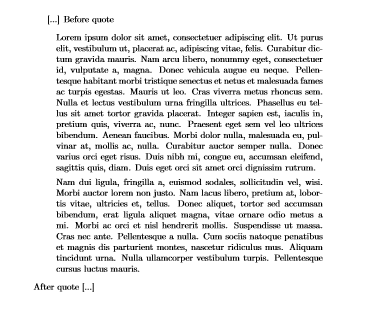 [...] Before quote
Lorem ipsum dolor sit amet, consectetuer adipiscing elit. Ut purus
elit, vestibulum ut, placerat ac, adipiscing vitae, felis. Curabitur dic-
tum gravida mauris. Nam arcu libero, nonummy eget, consectetuer
id, vulputate a, magna. Donec vehicula augue eu neque. Pellen-
tesque habitant morbi tristique senectus et netus et malesuada fames
ac turpis egestas. Mauris ut leo. Cras viverra metus rhoncus sem.
Nulla et lectus vestibulum urna fringilla ultrices. Phasellus eu tel-
lus sit amet tortor gravida placerat. Integer sapien est, iaculis in,
pretium quis, viverra ac, nunc. Praesent eget sem vel leo ultrices
bibendum. Aenean faucibus. Morbi dolor nulla, malesuada eu, pul-
vinar at, mollis ac, nulla. Curabitur auctor semper nulla. Donec
varius orci eget risus. Duis nibh mi, congue eu, accumsan eleifend,
sagittis quis, diam. Duis eget orci sit amet orci dignissim rutrum.
Nam dui ligula, fringilla a, euismod sodales, sollicitudin vel, wisi.
Morbi auctor lorem non justo. Nam lacus libero, pretium at, lobor-
tis vitae, ultricies et, tellus. Donec aliquet, tortor sed accumsan
bibendum, erat ligula aliquet magna, vitae ornare odio metus a
mi. Morbi ac orci et nisl hendrerit mollis. Suspendisse ut massa.
Cras nec ante. Pellentesque a nulla. Cum sociis natoque penatibus
et magnis dis parturient montes, nascetur ridiculus mus. Aliquam
tincidunt urna. Nulla ullamcorper vestibulum turpis. Pellentesque
cursus luctus mauris.
After quote [...]